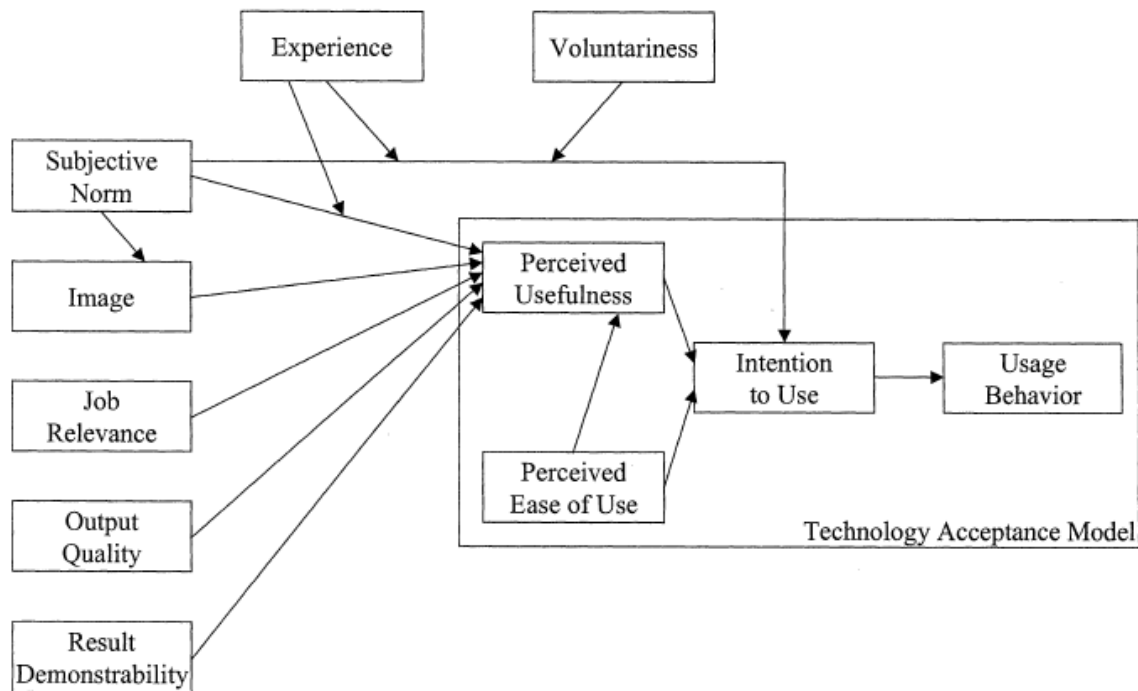 Experience
Voluntariness
Subjective
Norm
Image
Perceived
Usefulness
Job
Relevance
Intention
to Use
Usage
Behavior
Perceived
Ease of Use
Output
Quality
Technology Acceptance Model
Result
Demonstrability